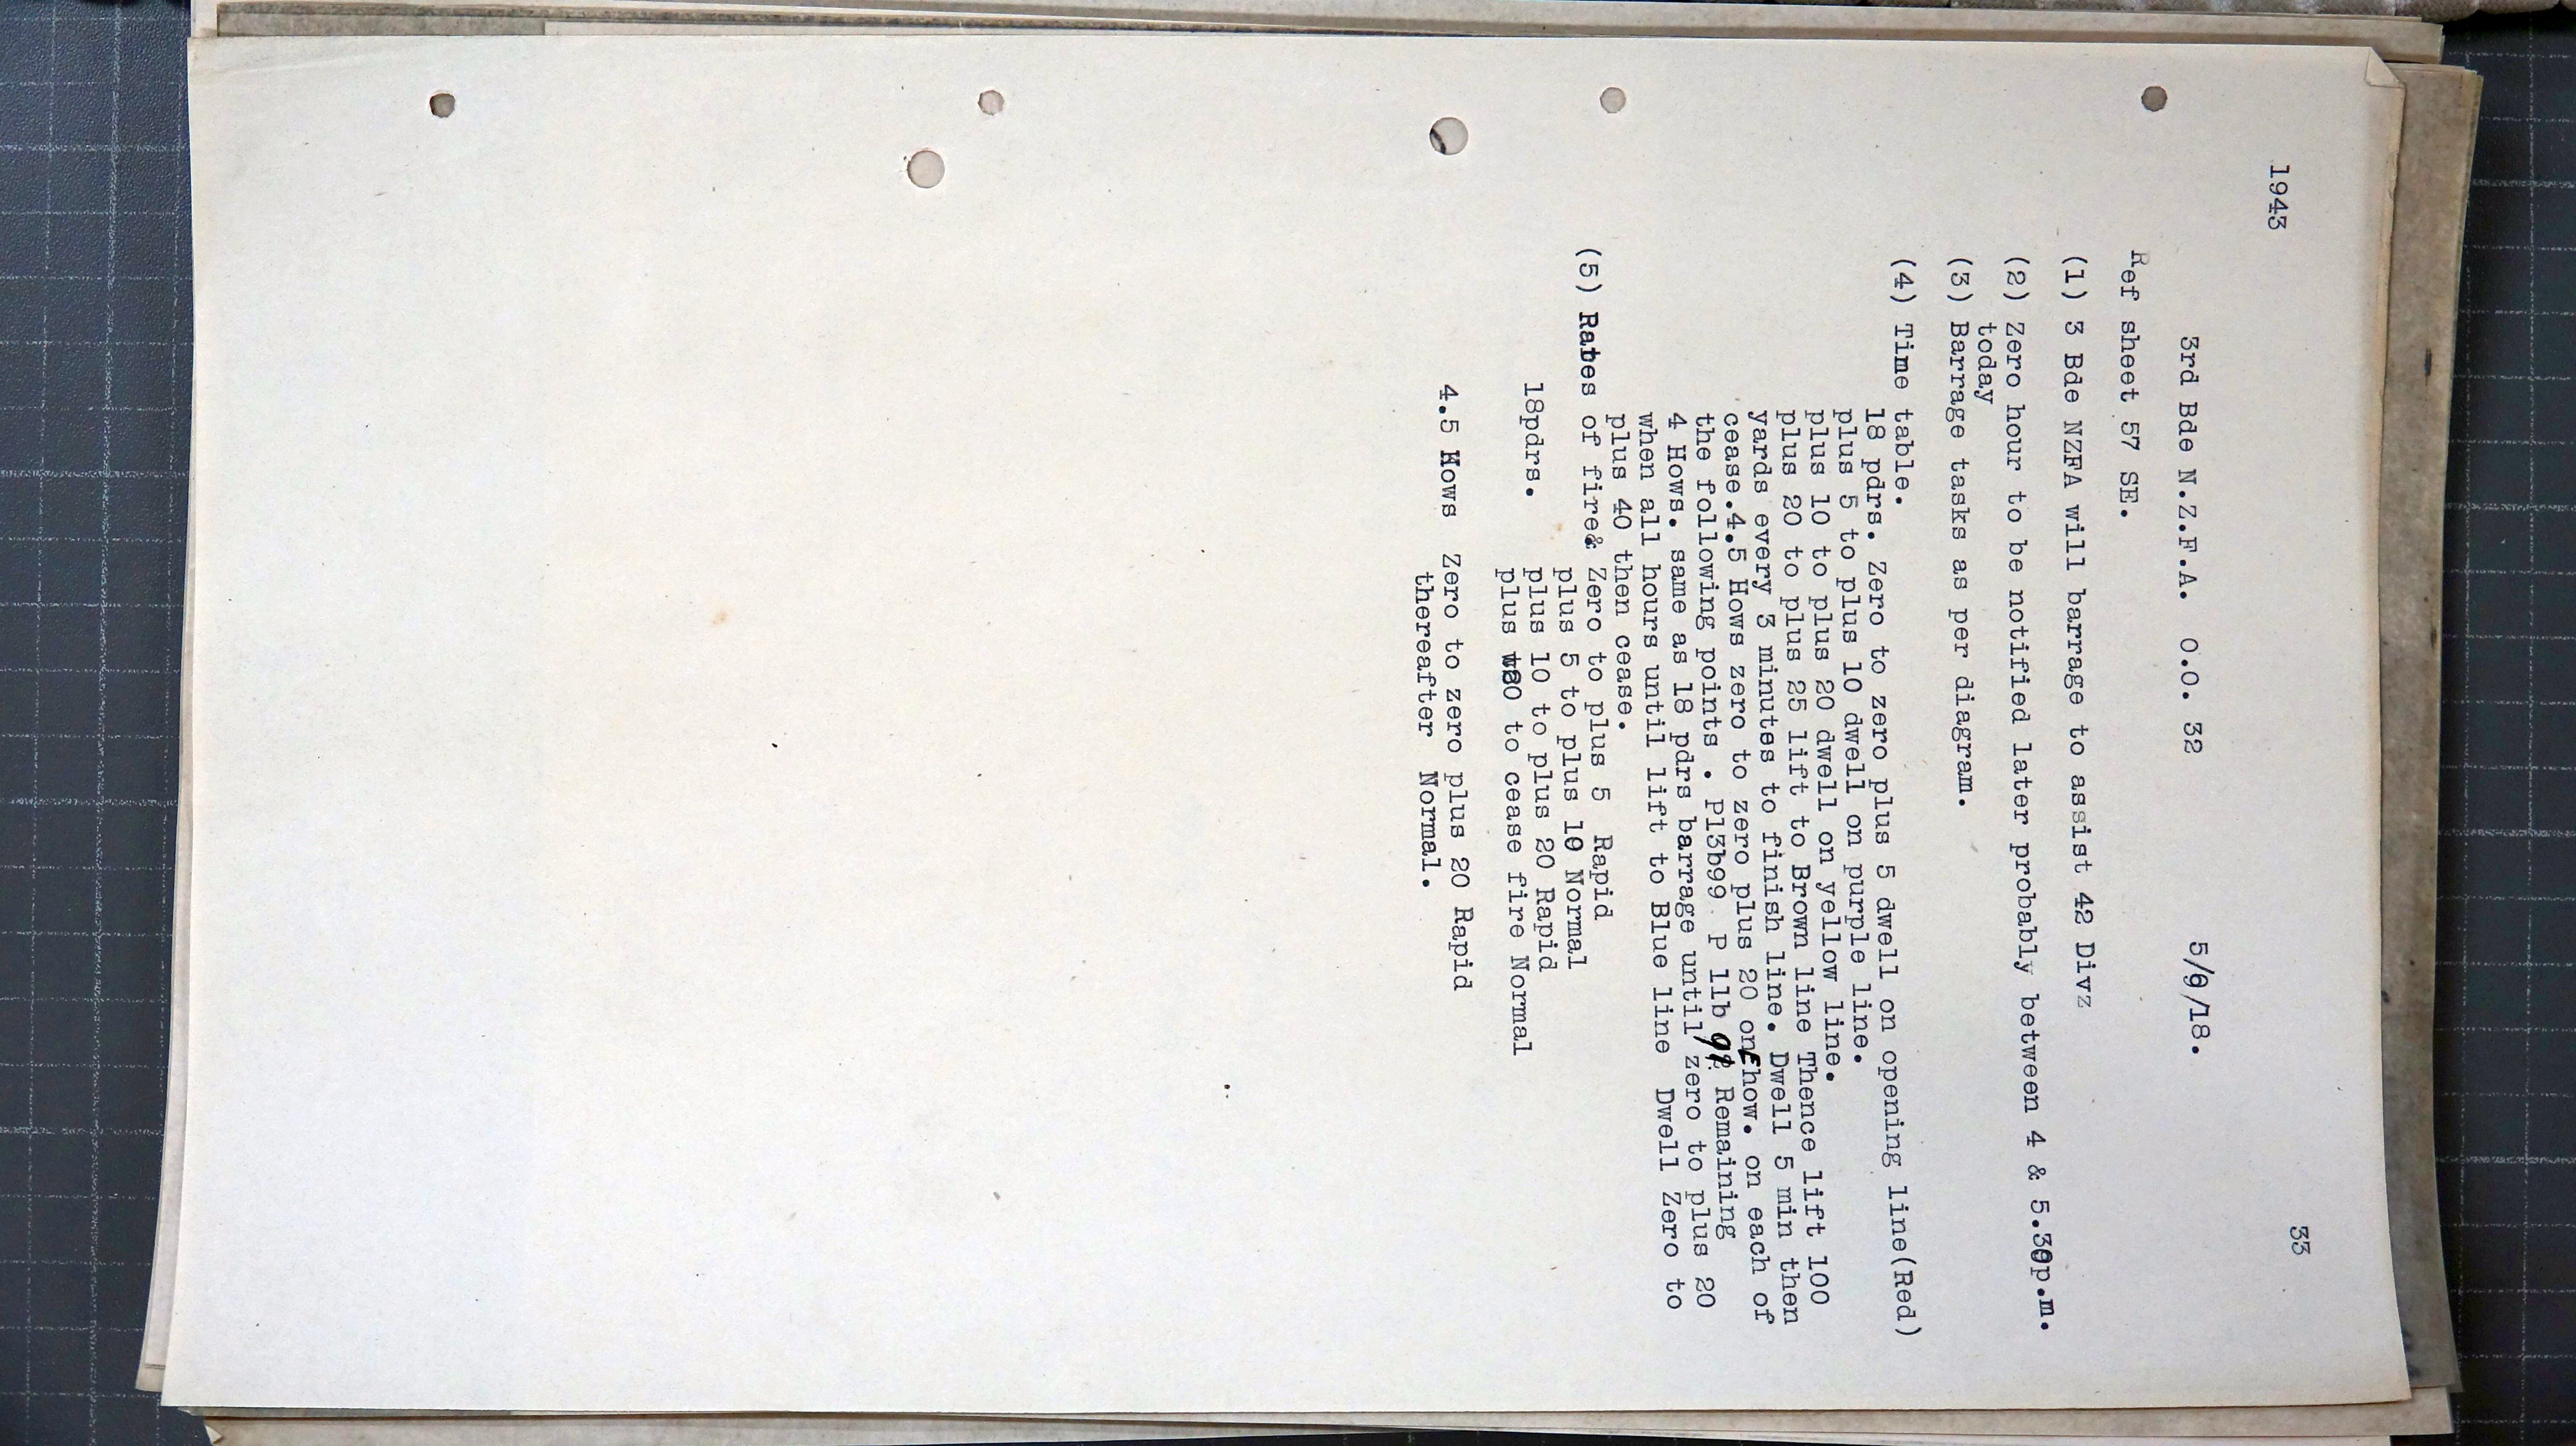 1943
33
3rd Bde N.Z.F.A. O.O. 32 5/9/18.
Ref sheet 57 SE.
(1) 3 Bde NZFA will barrage to assist 42 Divz
(2) Zero hour to be notified later probably between 4 & 5.30p.m.
today
(3) Barrage tasks as per diagram.
(4) Time table.
18 pdrs. Zero to zero plus 5 dwell on opening line(Red)
plus 5 to plus 10 dwell on purple line.
plus 10 to plus 20 dwell on yellow line.
plus 20 to plus 25 lift to Brown line Thence lift 100
yards every 3 minutes to finish line. Dwell 5 min then
cease.4.5 Hows zero to zero plus 20 on how. on each of
the following points . P13b99 P 11b Remaining
4 Hows. same as 18 pdrs barrage until zero to plus 20
when all hours until lift to Blue line Dwell Zero to
plus 40 then cease.
(5) Rates of fire& Zero to plus 5 Rapid
plus 5 to plus 10 Normal
18pdrs. plus 10 to plus 20 Rapid
plus 20 to cease fire Normal
4.5 Hows Zero to zero plus 20 Rapid
thereafter Normal.